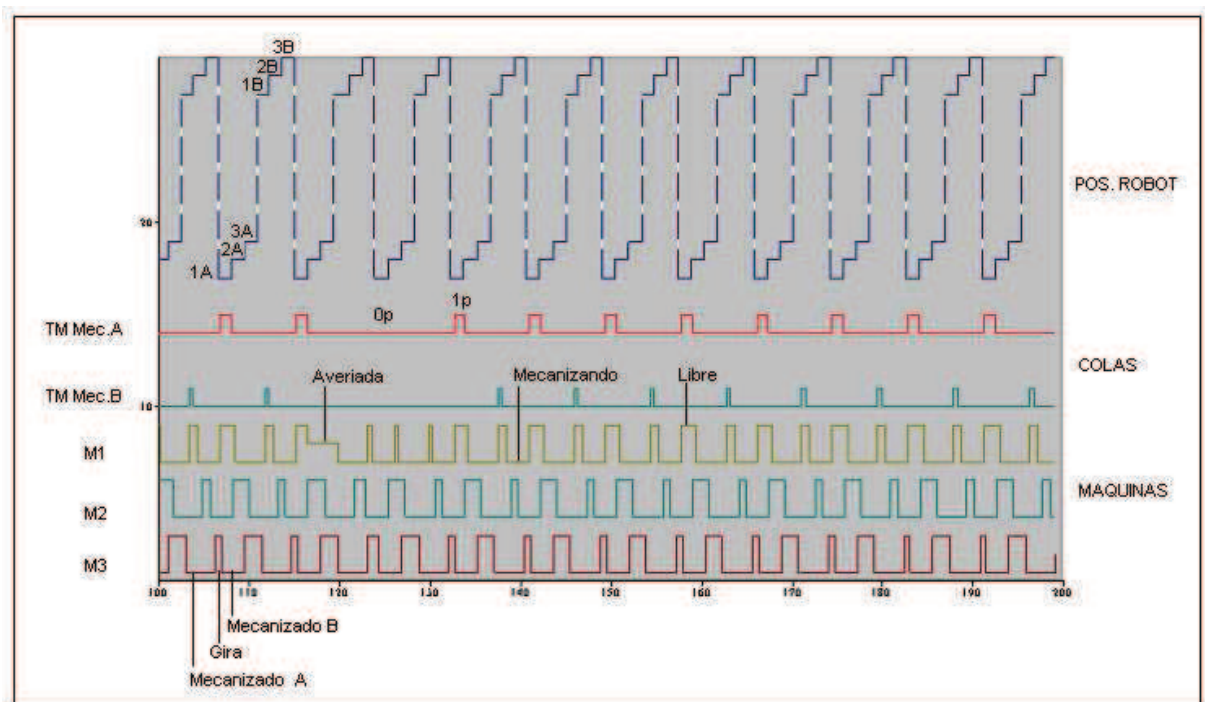 3B
2B
1B
POS. ROBOT
20
3A
2A
1A
1p
0p
TM Mec.A
COLAS
Averiada Mecanizando Libre
TM Mec.B
10
M1
MAQUINAS
M2
M3
100 110 120 130 140 150 160 170 180 190 200
Mecanizado B
Gira
Mecanizado A